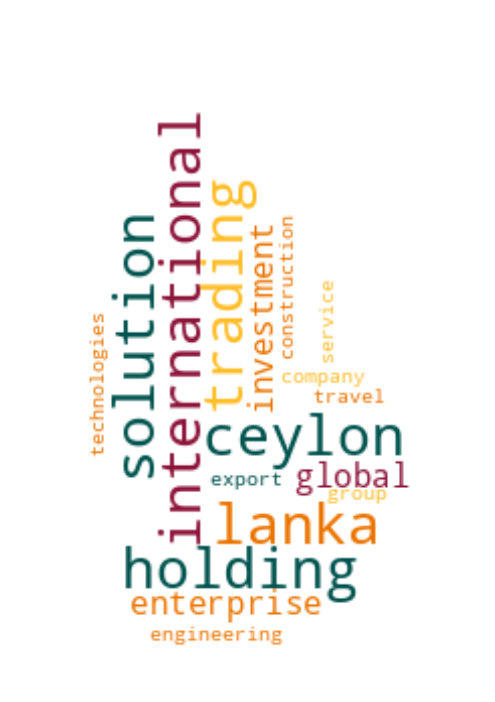 technologies
solution
international
trading
investment
construction
service
company
travel
ceylon
export
global
group
lanka
holding
enterprise
engineering